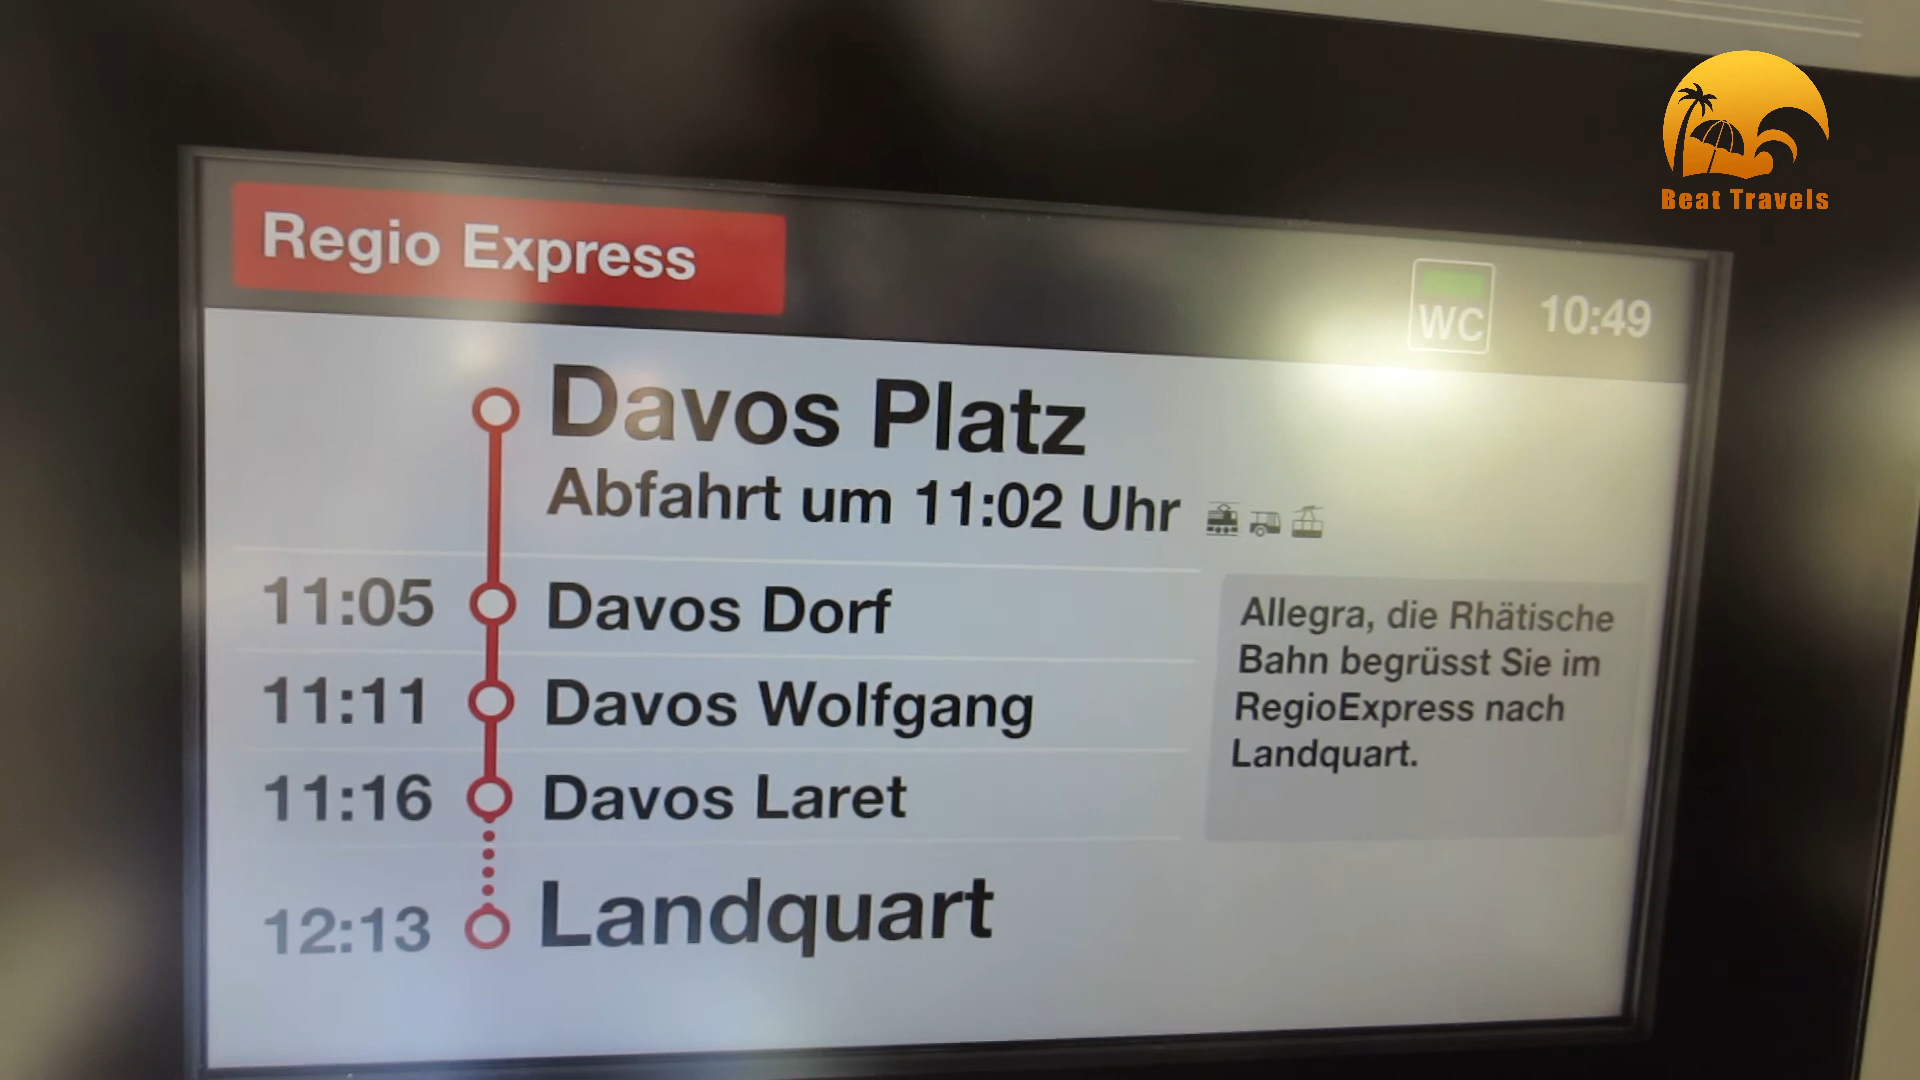 Beat Travels
Regio Express
WC 10:49
Davos Platz
Abfahrt um 11:02 Uhr
11:05 Davos Dorf
11:11 Davos Wolfgang
11:16 Davos Laret
12:13 Landquart
Allegra, die Rhätische
Bahn begrüsst Sie im
RegioExpress nach
Landquart.